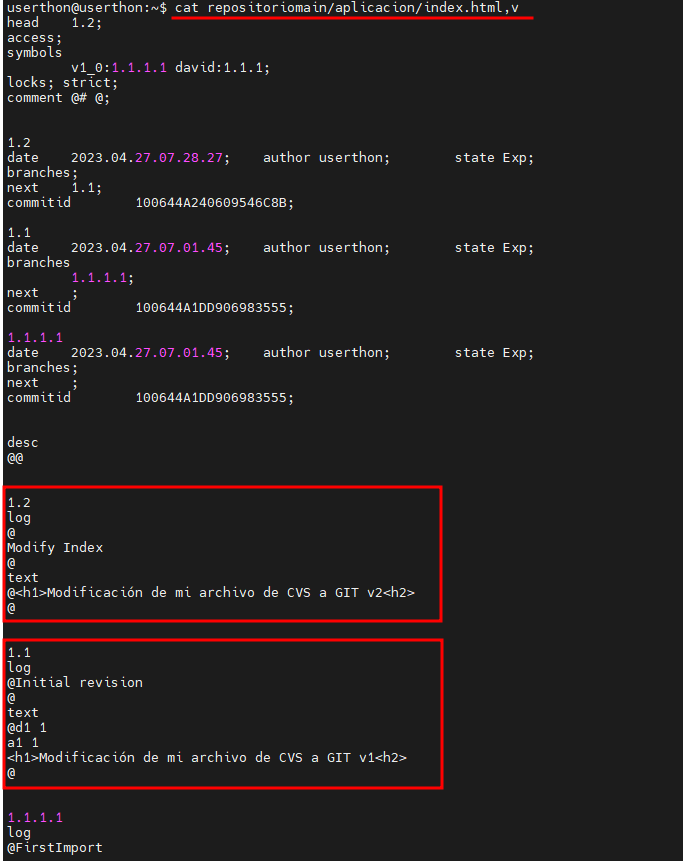 userthon@userthon:~$ cat repositoriomain/aplicacion/index.html,v
head    1.2;
access;
symbols
        v1_0:1.1.1.1 david:1.1.1;
locks; strict;
comment @# @;
1.2
date    2023.04.27.07.28.27;    author userthon;        state Exp;
branches;
next    1.1;
commitid        100644A240609546C8B;
1.1
date    2023.04.27.07.01.45;    author userthon;        state Exp;
branches
        1.1.1.1;
next    ;
commitid        100644A1DD906983555;
1.1.1.1
date    2023.04.27.07.01.45;    author userthon;        state Exp;
branches;
next    ;
commitid        100644A1DD906983555;
desc
@@
1.2
log
@
Modify Index
@
text
@<h1>Modificación de mi archivo de CVS a GIT v2<h2>
@
1.1
log
@Initial revision
@
text
@d1 1
a1 1
<h1>Modificación de mi archivo de CVS a GIT v1<h2>
@
1.1.1.1
log
@FirstImport